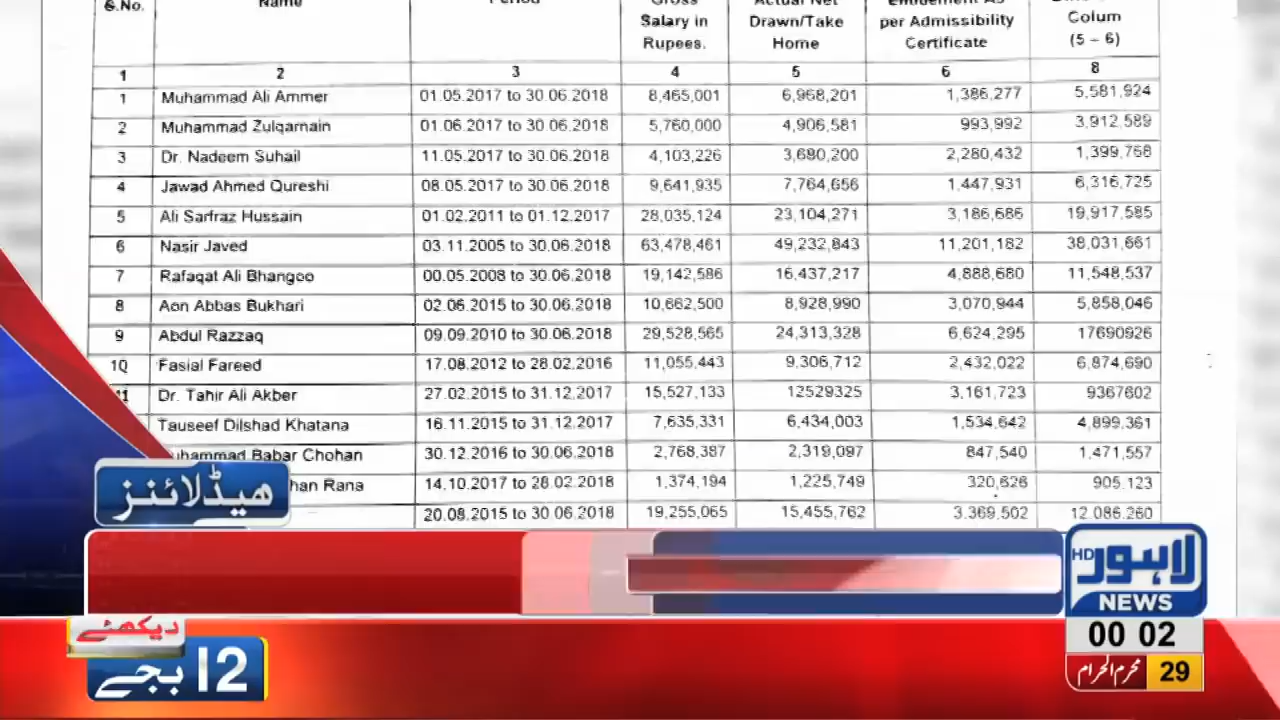 S.No. Name Period Gross Actual Net Entitlement As
Salary in Drawn/Take per Admissibility Colum
Rupees. Home Certificate (5 – 6)
1 2 3 4 5 6 8
1 Muhammad Ali Ammer 01.05.2017 to 30.06.2018 8,465,001 6,968,201 1,386,277 5,581,924
2 Muhammad Zulqarnain 01.06.2017 to 30.06.2018 5,760,000 4,906,581 993,992 3,912,589
3 Dr. Nadeem Suhail 11.05.2017 to 30.06.2018 4,103,226 3,680,200 2,280,432 1,399,768
4 Jawad Ahmed Qureshi 08.05.2017 to 30.06.2018 9,641,935 7,764,656 1,447,931 6,316,725
5 Ali Sarfraz Hussain 01.02.2011 to 01.12.2017 28,035,124 23,104,271 3,186,686 19,917,585
6 Nasir Javed 03.11.2005 to 30.06.2018 63,478,461 49,232,843 11,201,182 38,031,661
7 Rafaqat Ali Bhangoo 00.05.2008 to 30.06.2018 19,142,586 16,437,217 4,888,680 11,548,537
8 Aon Abbas Bukhari 02.06.2015 to 30.06.2018 10,662,500 8,928,990 3,070,944 5,858,046
9 Abdul Razzaq 09.09.2010 to 30.06.2018 29,528,565 24,313,328 6,624,295 17690926
10 Fasial Fareed 17.08.2012 to 28.02.2016 11,055,443 9,306,712 2,432,022 6,874,690
11 Dr. Tahir Ali Akber 27.02.2015 to 31.12.2017 15,527,133 12529325 3,161,723 9367602
Tauseef Dilshad Khatana 16.11.2015 to 31.12.2017 7,635,331 6,434,003 1,534,642 4,899,361
uhammad Babar Chohan 30.12.2016 to 30.06.2018 2,768,387 2,319,097 847,540 1,471,557
han Rana 14.10.2017 to 28.02.2018 1,374,194 1,225,749 320,626 905.123
20.08.2015 to 30.06.2018 19,255,065 15,455,762 3.369,502 12.086.260
ہیڈلائنز
لاہور HD
NEWS
دیکھئے
12 بجے
00 02
29 محرم الحرام